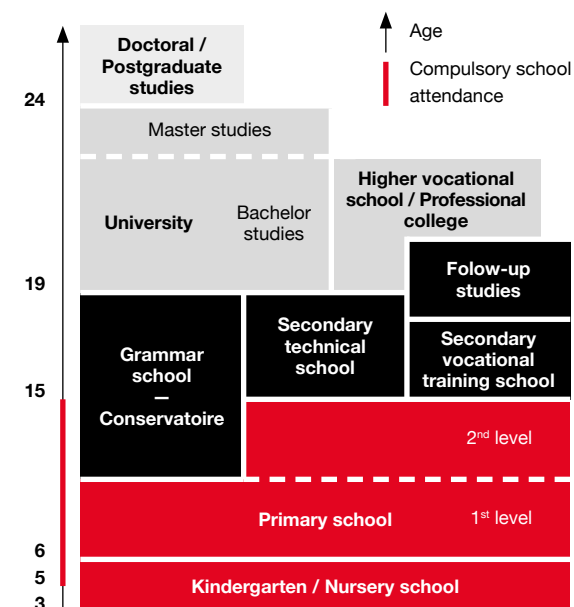 Age
Compulsory school
attendance
Doctoral /
Postgraduate
studies
24
Master studies
Higher vocational
school / Professional
college
University
Bachelor
studies
Folow-up
studies
19
Grammar
school
—
Conservatoire
Secondary
technical
school
Secondary
vocational
training school
15
2nd level
Primary school
1st level
6
5
Kindergarten / Nursery school
3